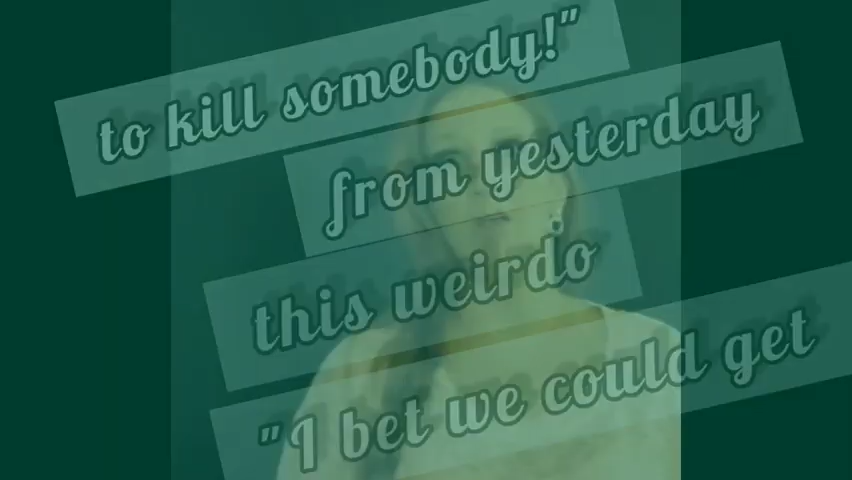 "I bet we could get
this weirdo
from yesterday
to kill somebody!"